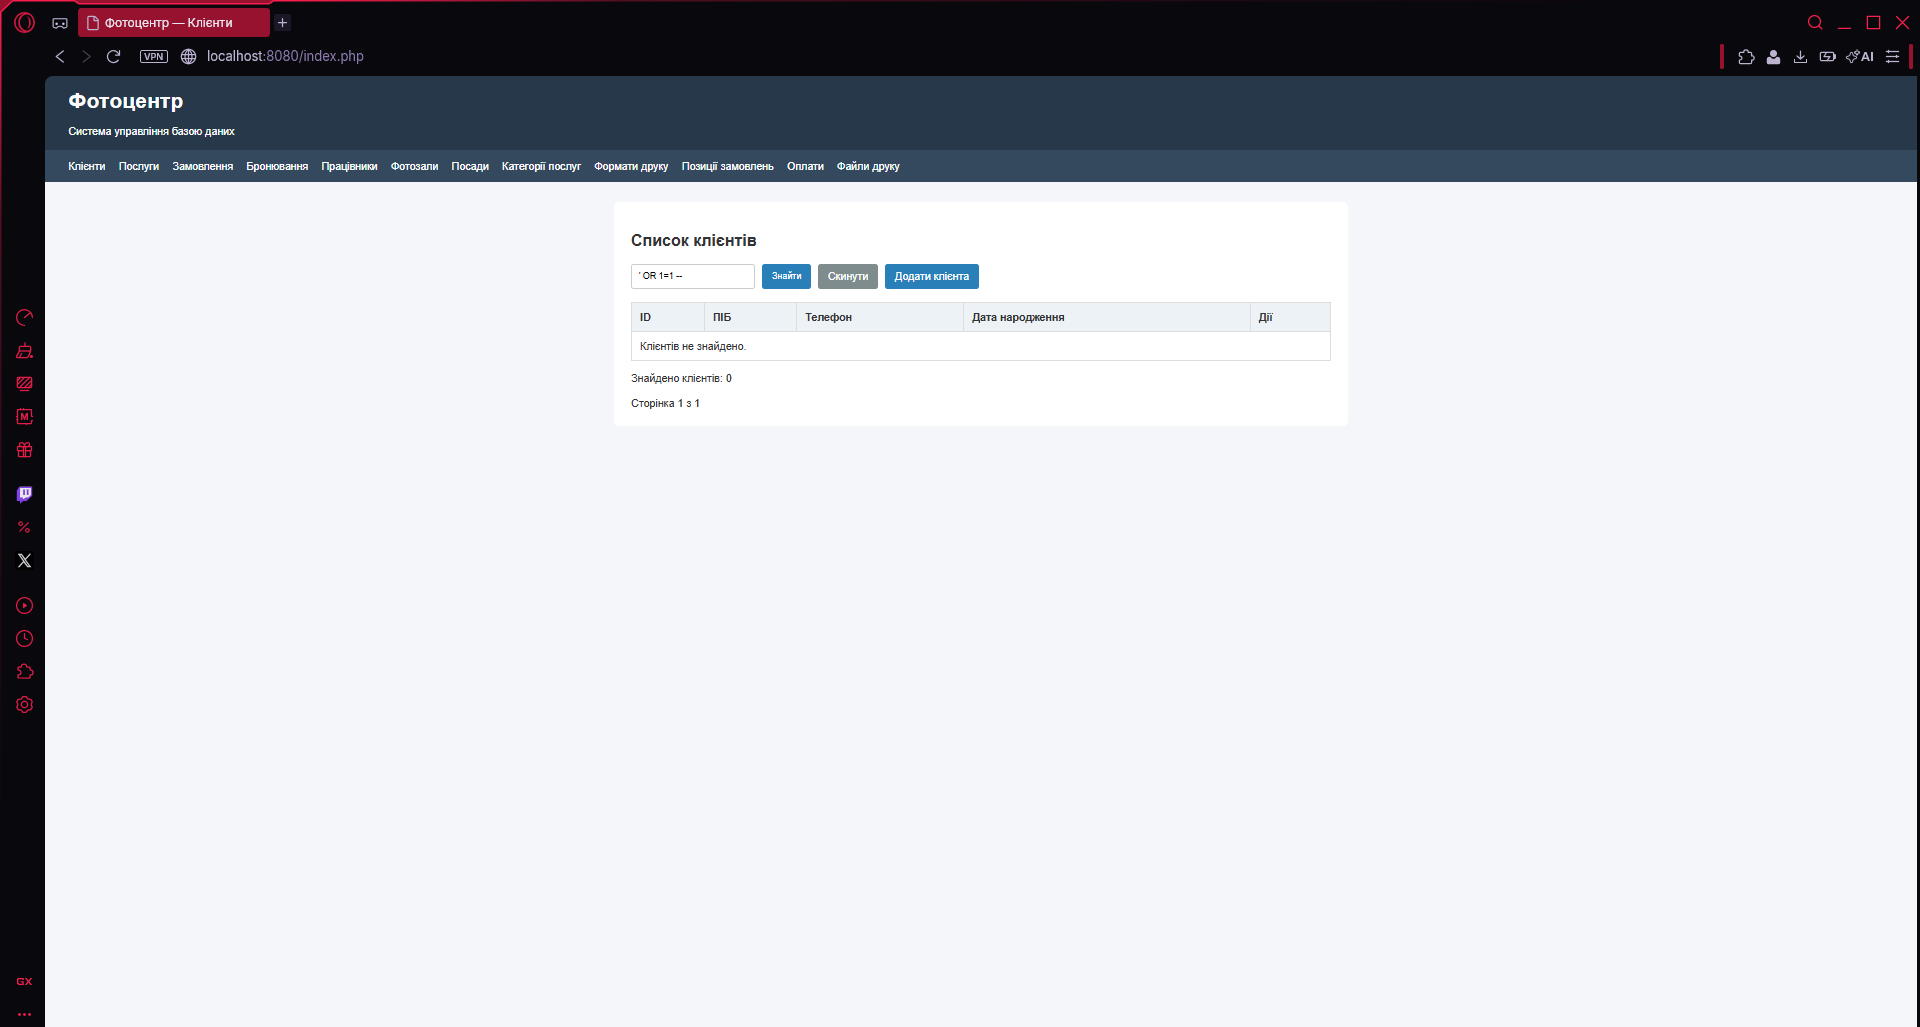 Фотоцентр — Клієнти
VPN localhost:8080/index.php AI
Фотоцентр
Система управління базою даних
Клієнти Послуги Замовлення Бронювання Працівники Фотозали Посади Категорії послуг Формати друку Позиції замовлень Оплати Файли друку
Список клієнтів
' OR 1=1 -- Знайти Скинути Додати клієнта
ID ПІБ Телефон Дата народження Дії
Клієнтів не знайдено.
Знайдено клієнтів: 0
Сторінка 1 з 1
M
GX